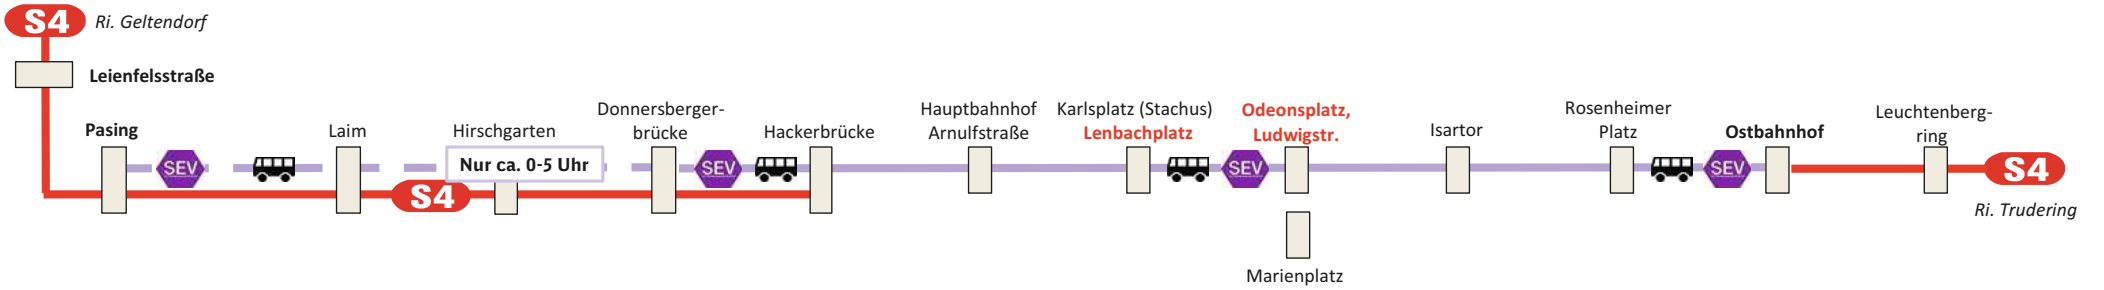 S4 Ri. Geltendorf
Leienfelsstraße
Pasing
SEV
Laim
S4
Hirschgarten
Nur ca. 0-5 Uhr
Donnersberger-
brücke
SEV
Hackerbrücke
Hauptbahnhof
Arnulfstraße
Karlsplatz (Stachus)
Lenbachplatz
SEV
Odeonsplatz,
Ludwigstr.
Marienplatz
Isartor
Rosenheimer
Platz
SEV
Ostbahnhof
Leuchtenberg-
ring
S4
Ri. Trudering